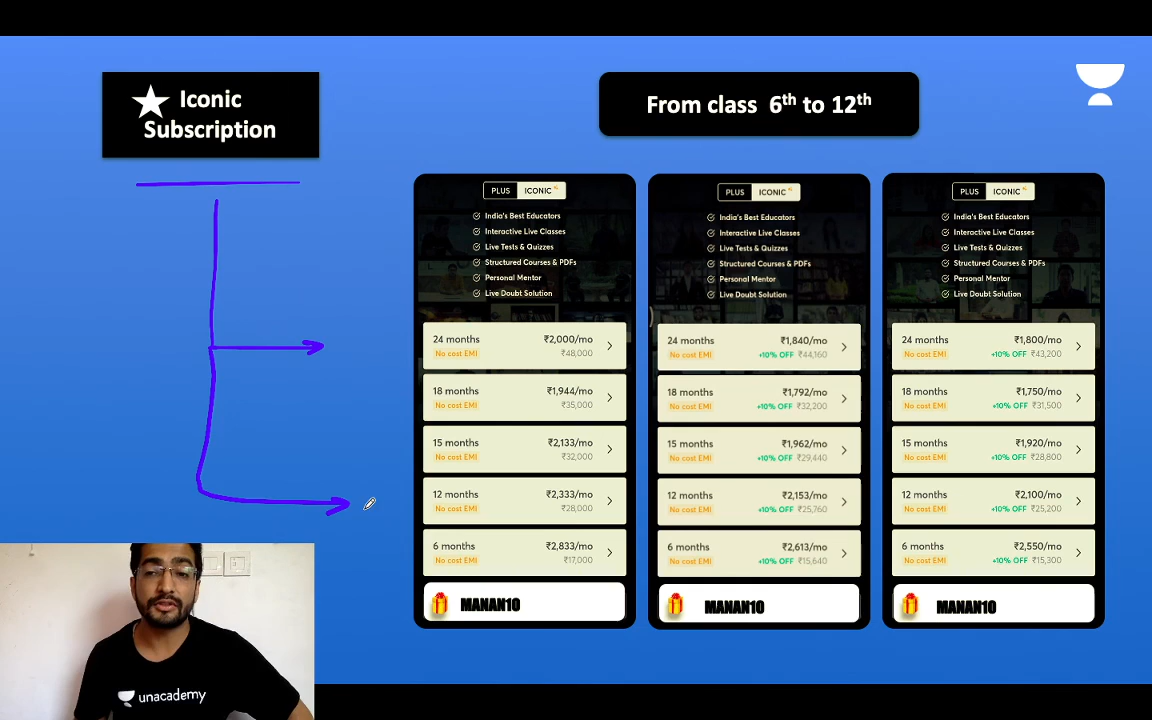 Iconic
Subscription
From class 6th to 12th
PLUS ICONIC
India's Best Educators
Interactive Live Classes
Live Tests & Quizzes
Structured Courses & PDFs
Personal Mentor
Live Doubt Solution
24 months ₹2,000/mo
No cost EMI ₹48,000
18 months ₹1,944/mo
No cost EMI ₹35,000
15 months ₹2,133/mo
No cost EMI ₹32,000
12 months ₹2,333/mo
No cost EMI ₹28,000
6 months ₹2,833/mo
No cost EMI ₹17,000
MANAN10
PLUS ICONIC
India's Best Educators
Interactive Live Classes
Live Tests & Quizzes
Structured Courses & PDFs
Personal Mentor
Live Doubt Solution
24 months ₹1,840/mo
No cost EMI +10% OFF ₹44,160
18 months ₹1,792/mo
No cost EMI +10% OFF ₹32,200
15 months ₹1,962/mo
No cost EMI +10% OFF ₹29,440
12 months ₹2,153/mo
No cost EMI +10% OFF ₹25,760
6 months ₹2,613/mo
No cost EMI +10% OFF ₹15,640
MANAN10
PLUS ICONIC
India's Best Educators
Interactive Live Classes
Live Tests & Quizzes
Structured Courses & PDFs
Personal Mentor
Live Doubt Solution
24 months ₹1,800/mo
No cost EMI +10% OFF ₹43,200
18 months ₹1,750/mo
No cost EMI +10% OFF ₹31,500
15 months ₹1,920/mo
No cost EMI +10% OFF ₹28,800
12 months ₹2,100/mo
No cost EMI +10% OFF ₹25,200
6 months ₹2,550/mo
No cost EMI +10% OFF ₹15,300
MANAN10
unacademy